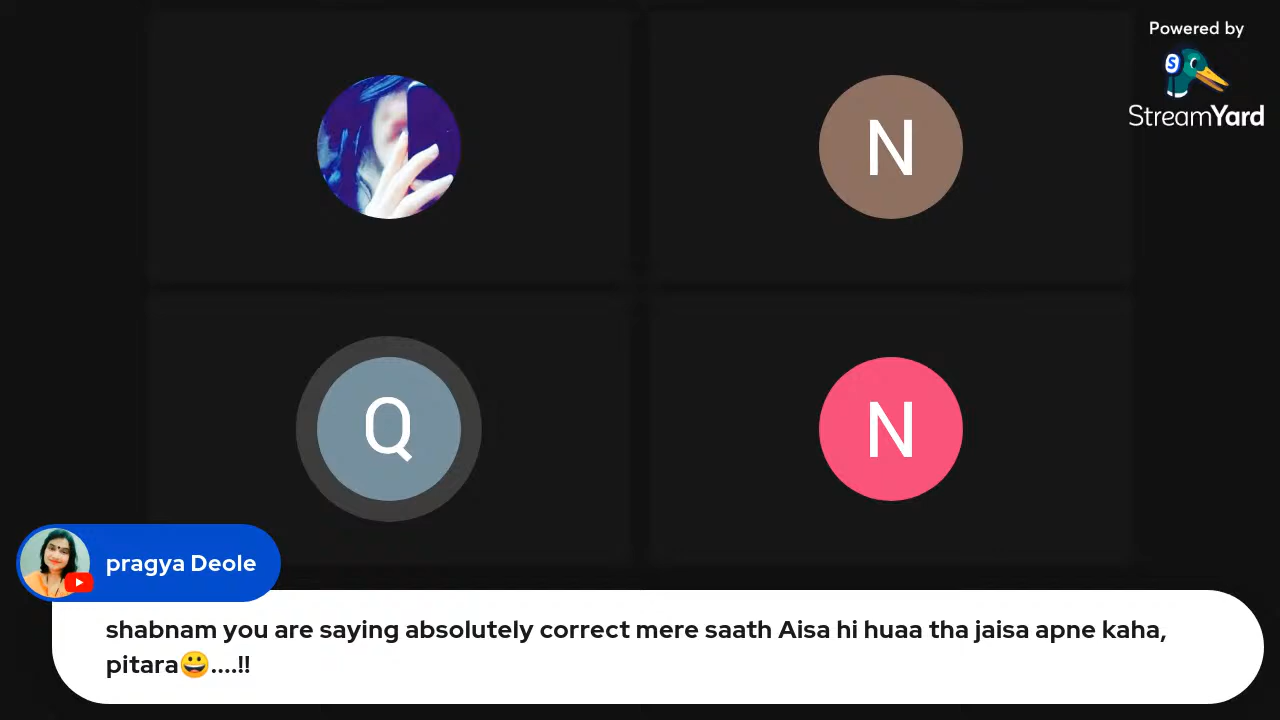 Powered by
S
StreamYard
N
Q
N
pragya Deole
shabnam you are saying absolutely correct mere saath Aisa hi huaa tha jaisa apne kaha,
pitara😀....!!